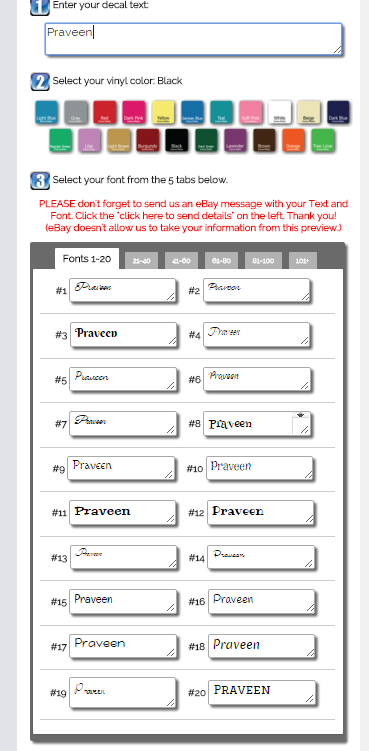 1 Enter your decal text:
Praveen
2 Select your vinyl color: Black
Light Blue Grey Red Dark Pink Yellow Teal Soft Pink White Beige Dark Blue
Lilac Light Brown Burgundy Black Dark Green Lavender Brown Orange Lime Tree
3 Select your font from the 5 tabs below.
PLEASE don't forget to send us an eBay message with your Text and
Font. Click the "click here to send details" on the left. Thank you!
(eBay doesn't allow us to take your information from this preview.)
Fonts 1-20 21-40 41-60 61-80 81-100 101+
#1 Praveen #2 Praveen
#3 Praveen #4 Praveen
#5 Praveen #6 Praveen
#7 Praveen #8 Praveen
#9 Praveen #10 Praveen
#11 Praveen #12 Praveen
#13 Praveen #14 Praveen
#15 Praveen #16 Praveen
#17 Praveen #18 Praveen
#19 Praveen #20 PRAVEEN